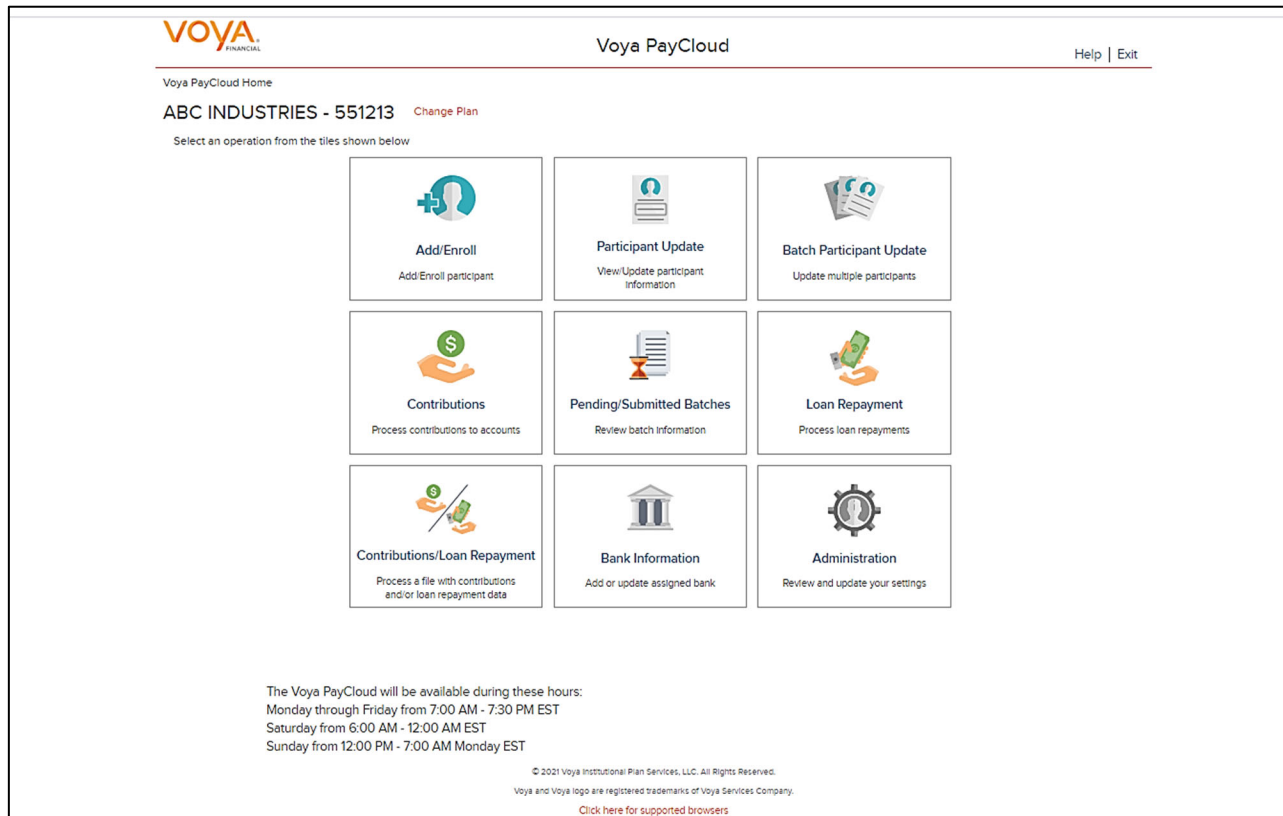 VOYA
FINANCIAL
Voya PayCloud
Help | Exit
Voya PayCloud Home
ABC INDUSTRIES - 551213 Change Plan
Select an operation from the tiles shown below
Add/Enroll
Add/Enroll participant
Participant Update
View/Update participant
information
Batch Participant Update
Update multiple participants
Contributions
Process contributions to accounts
Pending/Submitted Batches
Review batch information
Loan Repayment
Process loan repayments
Contributions/Loan Repayment
Process a file with contributions
and/or loan repayment data
Bank Information
Add or update assigned bank
Administration
Review and update your settings
The Voya PayCloud will be available during these hours:
Monday through Friday from 7:00 AM - 7:30 PM EST
Saturday from 6:00 AM - 12:00 AM EST
Sunday from 12:00 PM - 7:00 AM Monday EST
© 2021 Voya Institutional Plan Services, LLC. All Rights Reserved.
Voya and Voya logo are registered trademarks of Voya Services Company.
Click here for supported browsers